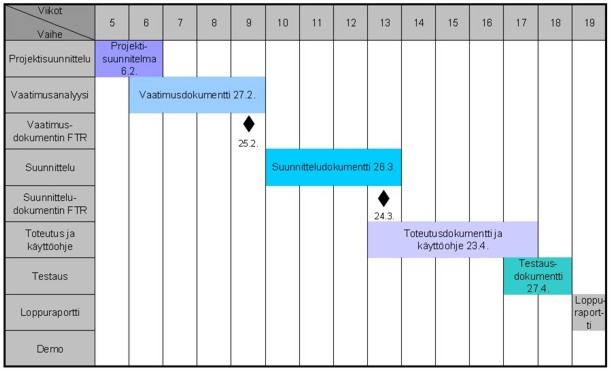 Viikot
Vaihe
5 6 7 8 9 10 11 12 13 14 15 16 17 18 19
Projektisuunnittelu
Projekti-
suunnitelma
6.2.
Vaatimusanalyysi
Vaatimusdokumentti 27.2.
Vaatimus-
dokumentin FTR
25.2.
Suunnittelu
Suunnitteludokumentti 26.3.
Suunnittelu-
dokumentin FTR
24.3.
Toteutus ja
käyttöohje
Toteutusdokumentti ja
käyttöohje 23.4.
Testaus
Testaus-
dokumentti
27.4.
Loppuraportti
Loppu-
raport-
ti
Demo